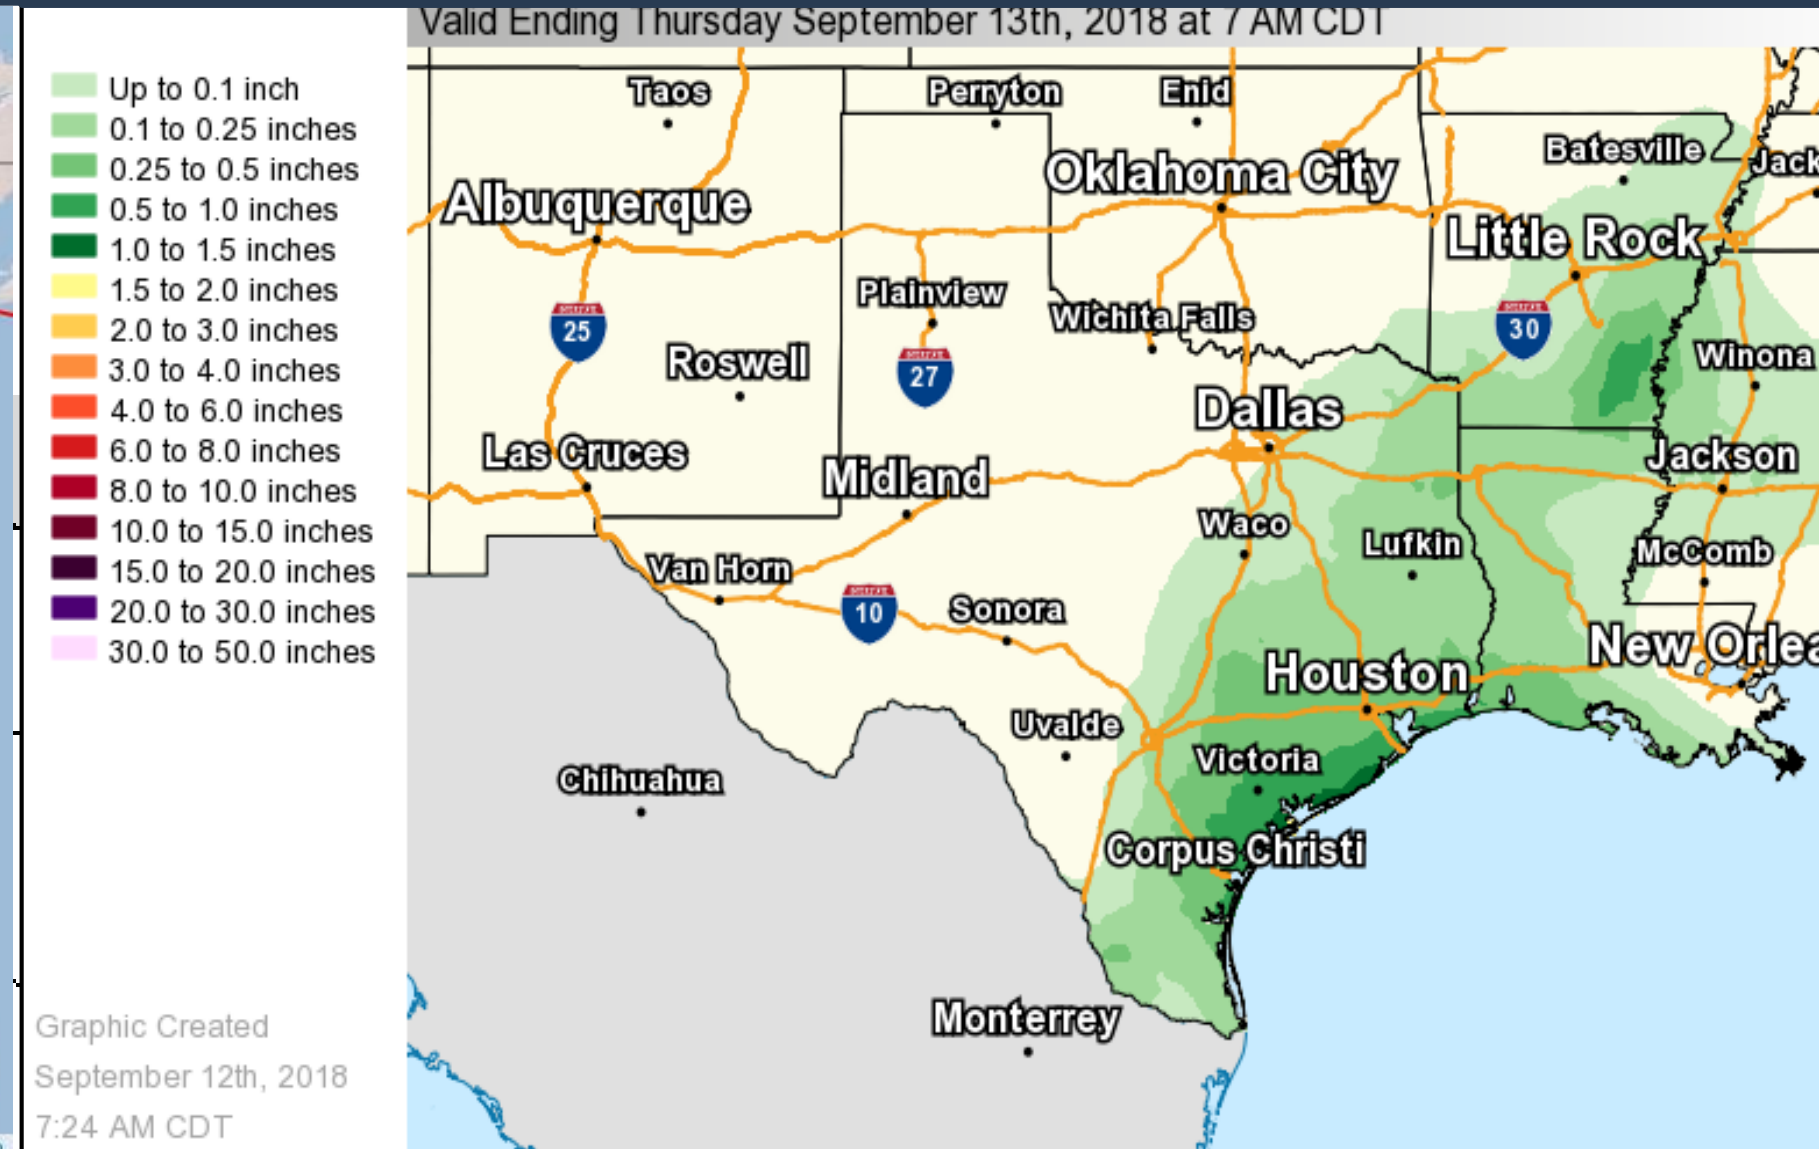 Valid Ending Thursday September 13th, 2018 at 7 AM CDT
Up to 0.1 inch
0.1 to 0.25 inches
0.25 to 0.5 inches
0.5 to 1.0 inches
1.0 to 1.5 inches
1.5 to 2.0 inches
2.0 to 3.0 inches
3.0 to 4.0 inches
4.0 to 6.0 inches
6.0 to 8.0 inches
8.0 to 10.0 inches
10.0 to 15.0 inches
15.0 to 20.0 inches
20.0 to 30.0 inches
30.0 to 50.0 inches
Graphic Created
September 12th, 2018
7:24 AM CDT
Taos
Perryton
Enid
Batesville
Jack
Oklahoma City
Albuquerque
Little Rock
Plainview
Wichita Falls
25
30
Winona
Roswell
27
Dallas
Las Cruces
Midland
Jackson
Waco
Lufkin
McComb
Van Horn
10
Sonora
New Orlea
Houston
Uvalde
Victoria
Chihuahua
Corpus Christi
Monterrey